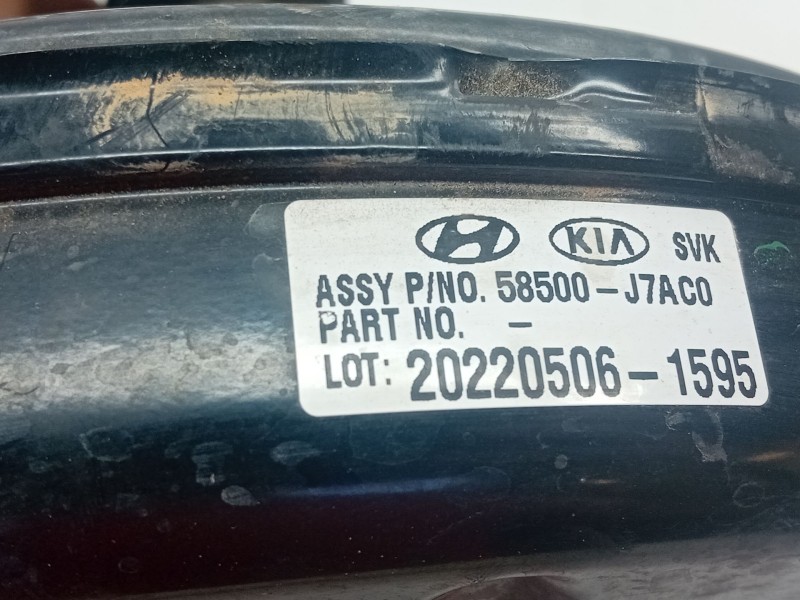 H KIA SVK
ASSY P/NO. 58500-J7AC0
PART NO. -
LOT: 20220506-1595